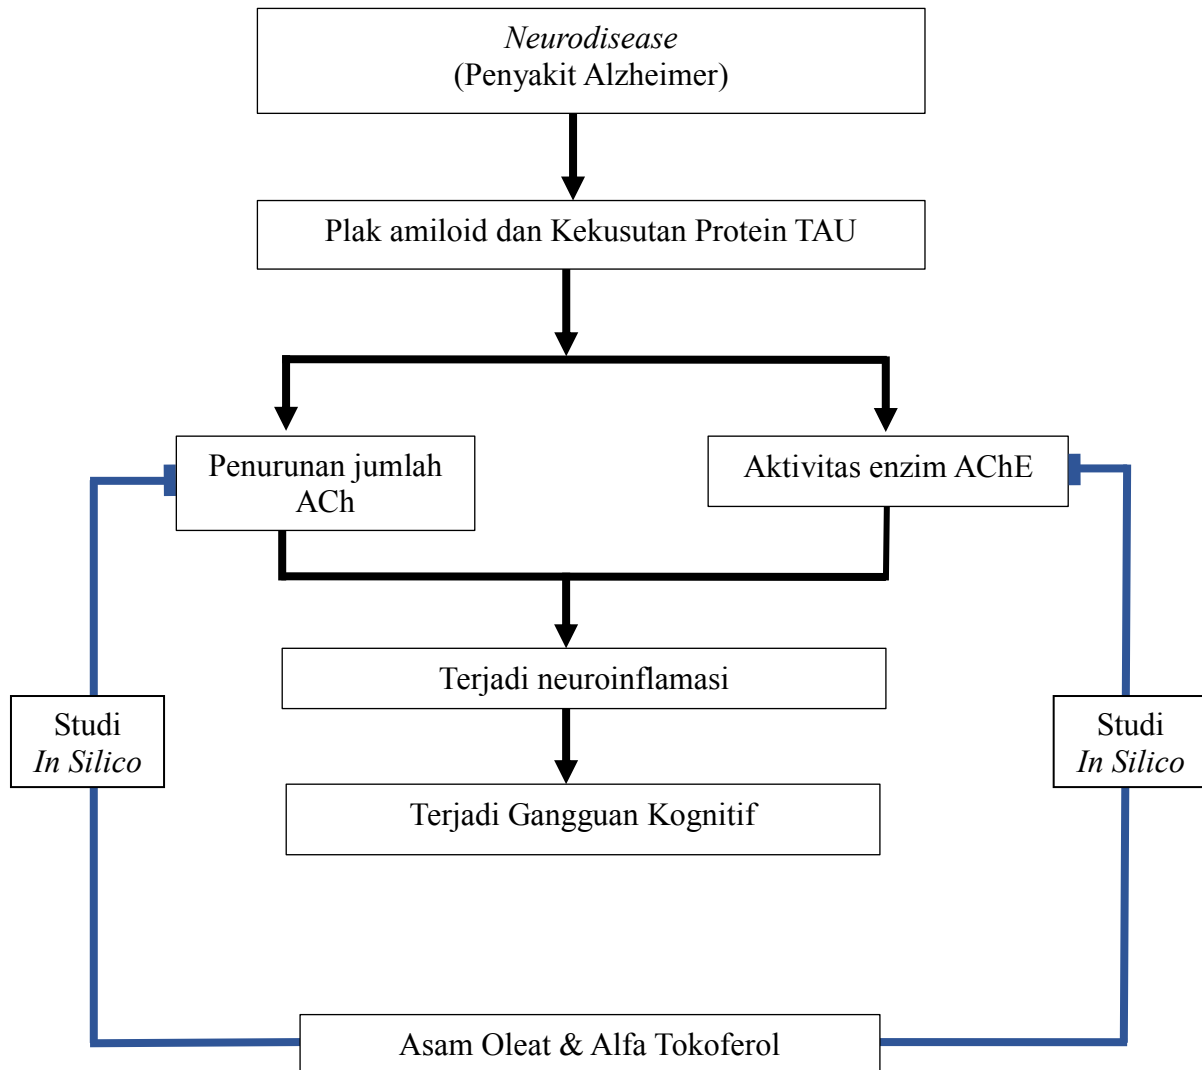 Neurodisease
(Penyakit Alzheimer)
Plak amiloid dan Kekusutan Protein TAU
Penurunan jumlah
ACh
Aktivitas enzim AChE
Terjadi neuroinflamasi
Studi
In Silico
Studi
In Silico
Terjadi Gangguan Kognitif
Asam Oleat & Alfa Tokoferol